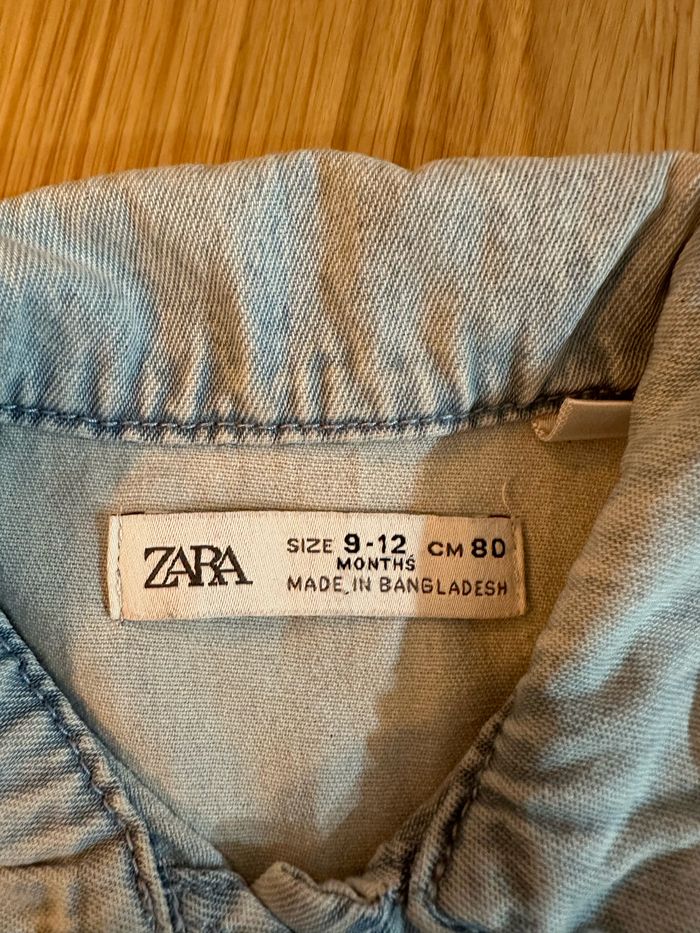 ZARA
SIZE 9-12 CM 80
MONTHS
MADE IN BANGLADESH